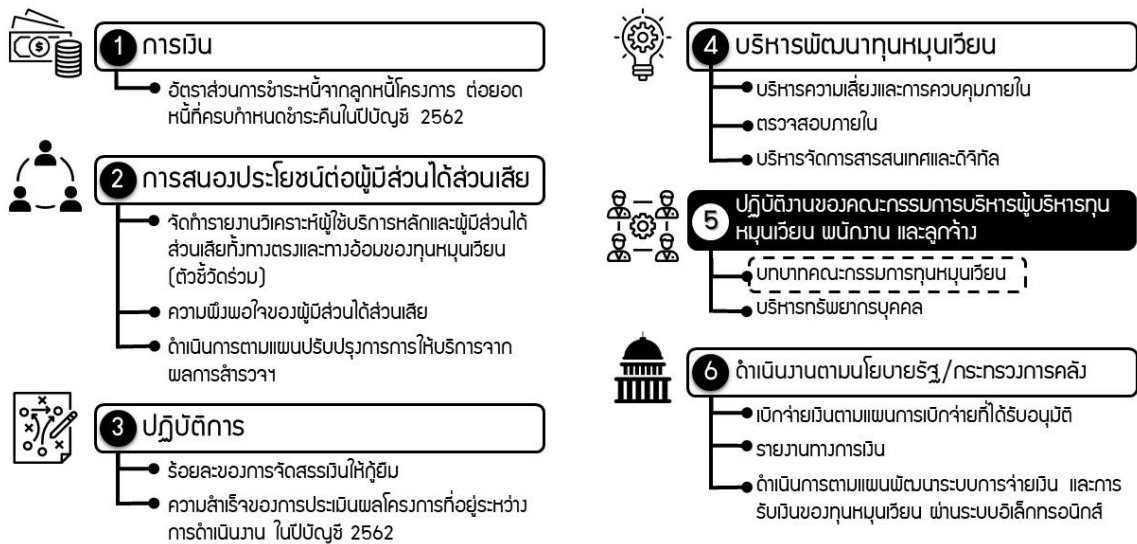 1 การเงิน
อัตราส่วนการชำระหนี้จากลูกหนี้โครงการ ต่อยอด
หนี้ที่ครบกำหนดชำระคืนในปีบัญชี 2562
2 การสนองประโยชน์ต่อผู้มีส่วนได้ส่วนเสีย
จัดทำรายงานวิเคราะห์ผู้ใช้บริการหลักและผู้มีส่วนได้
ส่วนเสียทั้งทางตรงและทางอ้อมของทุนหมุนเวียน
(ตัวชี้วัดร่วม)
ความพึงพอใจของผู้มีส่วนได้ส่วนเสีย
ดำเนินการตามแผนปรับปรุงการการให้บริการจาก
ผลการสำรวจฯ
3 ปฏิบัติการ
ร้อยละของการจัดสรรเงินให้กู้ยืม
ความสำเร็จของการประเมินผลโครงการที่อยู่ระหว่าง
การดำเนินงาน ในปีบัญชี 2562
4 บริหารพัฒนาทุนหมุนเวียน
บริหารความเสี่ยงและการควบคุมภายใน
ตรวจสอบภายใน
บริหารจัดการสารสนเทศและดิจิทัล
5 ปฏิบัติงานของคณะกรรมการบริหารผู้บริหารทุน
หมุนเวียน พนักงาน และลูกจ้าง
บทบาทคณะกรรมการทุนหมุนเวียน
บริหารทรัพยากรบุคคล
6 ดำเนินงานตามนโยบายรัฐ/กระทรวงการคลัง
เบิกจ่ายเงินตามแผนการเบิกจ่ายที่ได้รับอนุมัติ
รายงานทางการเงิน
ดำเนินการตามแผนพัฒนาระบบการจ่ายเงิน และการ
รับเงินของทุนหมุนเวียน ผ่านระบบอิเล็กทรอนิกส์